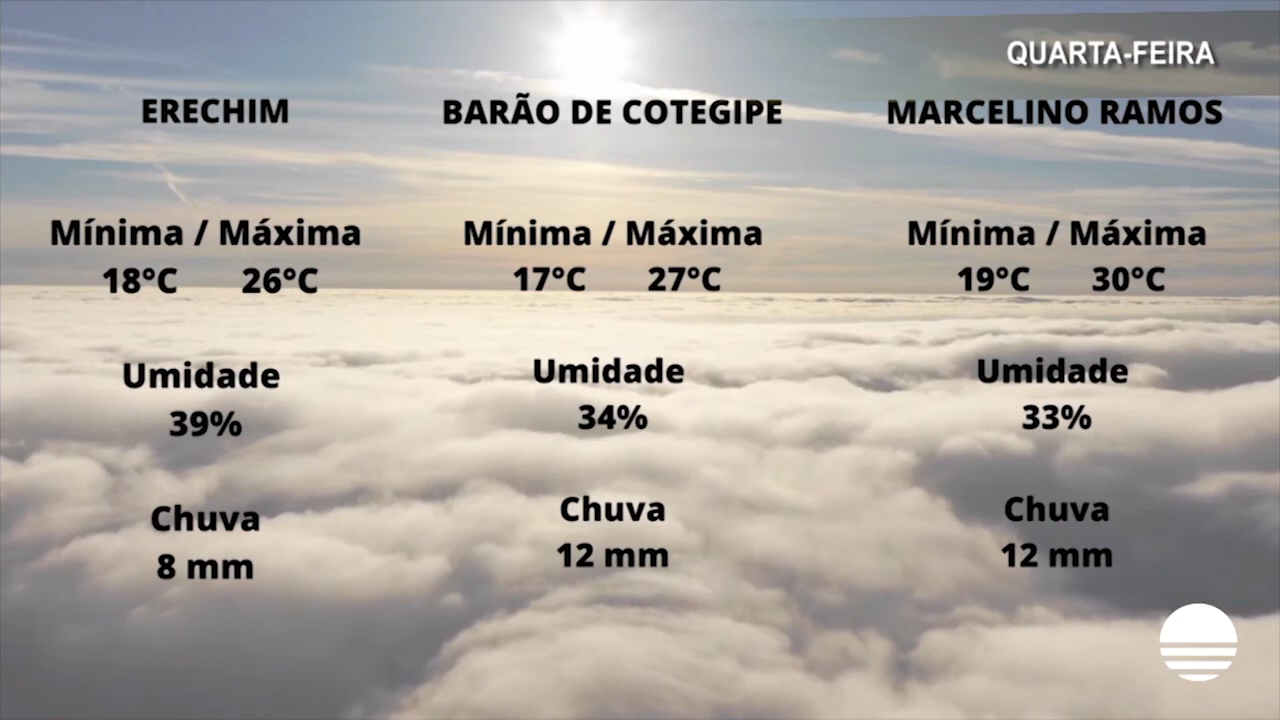 QUARTA-FEIRA
ERECHIM
Mínima / Máxima
18°C 26°C
Umidade
39%
Chuva
8 mm
BARÃO DE COTEGIPE
Mínima / Máxima
17°C 27°C
Umidade
34%
Chuva
12 mm
MARCELINO RAMOS
Mínima / Máxima
19°C 30°C
Umidade
33%
Chuva
12 mm